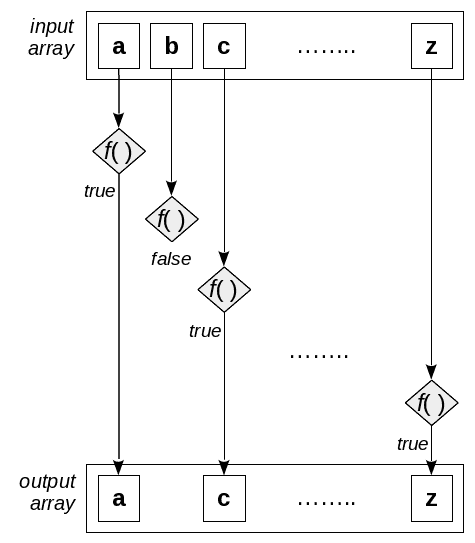 input
array
a b c ........ z
f( )
true
f( )
false
f( )
true
........
f( )
true
output
array
a c ........ z